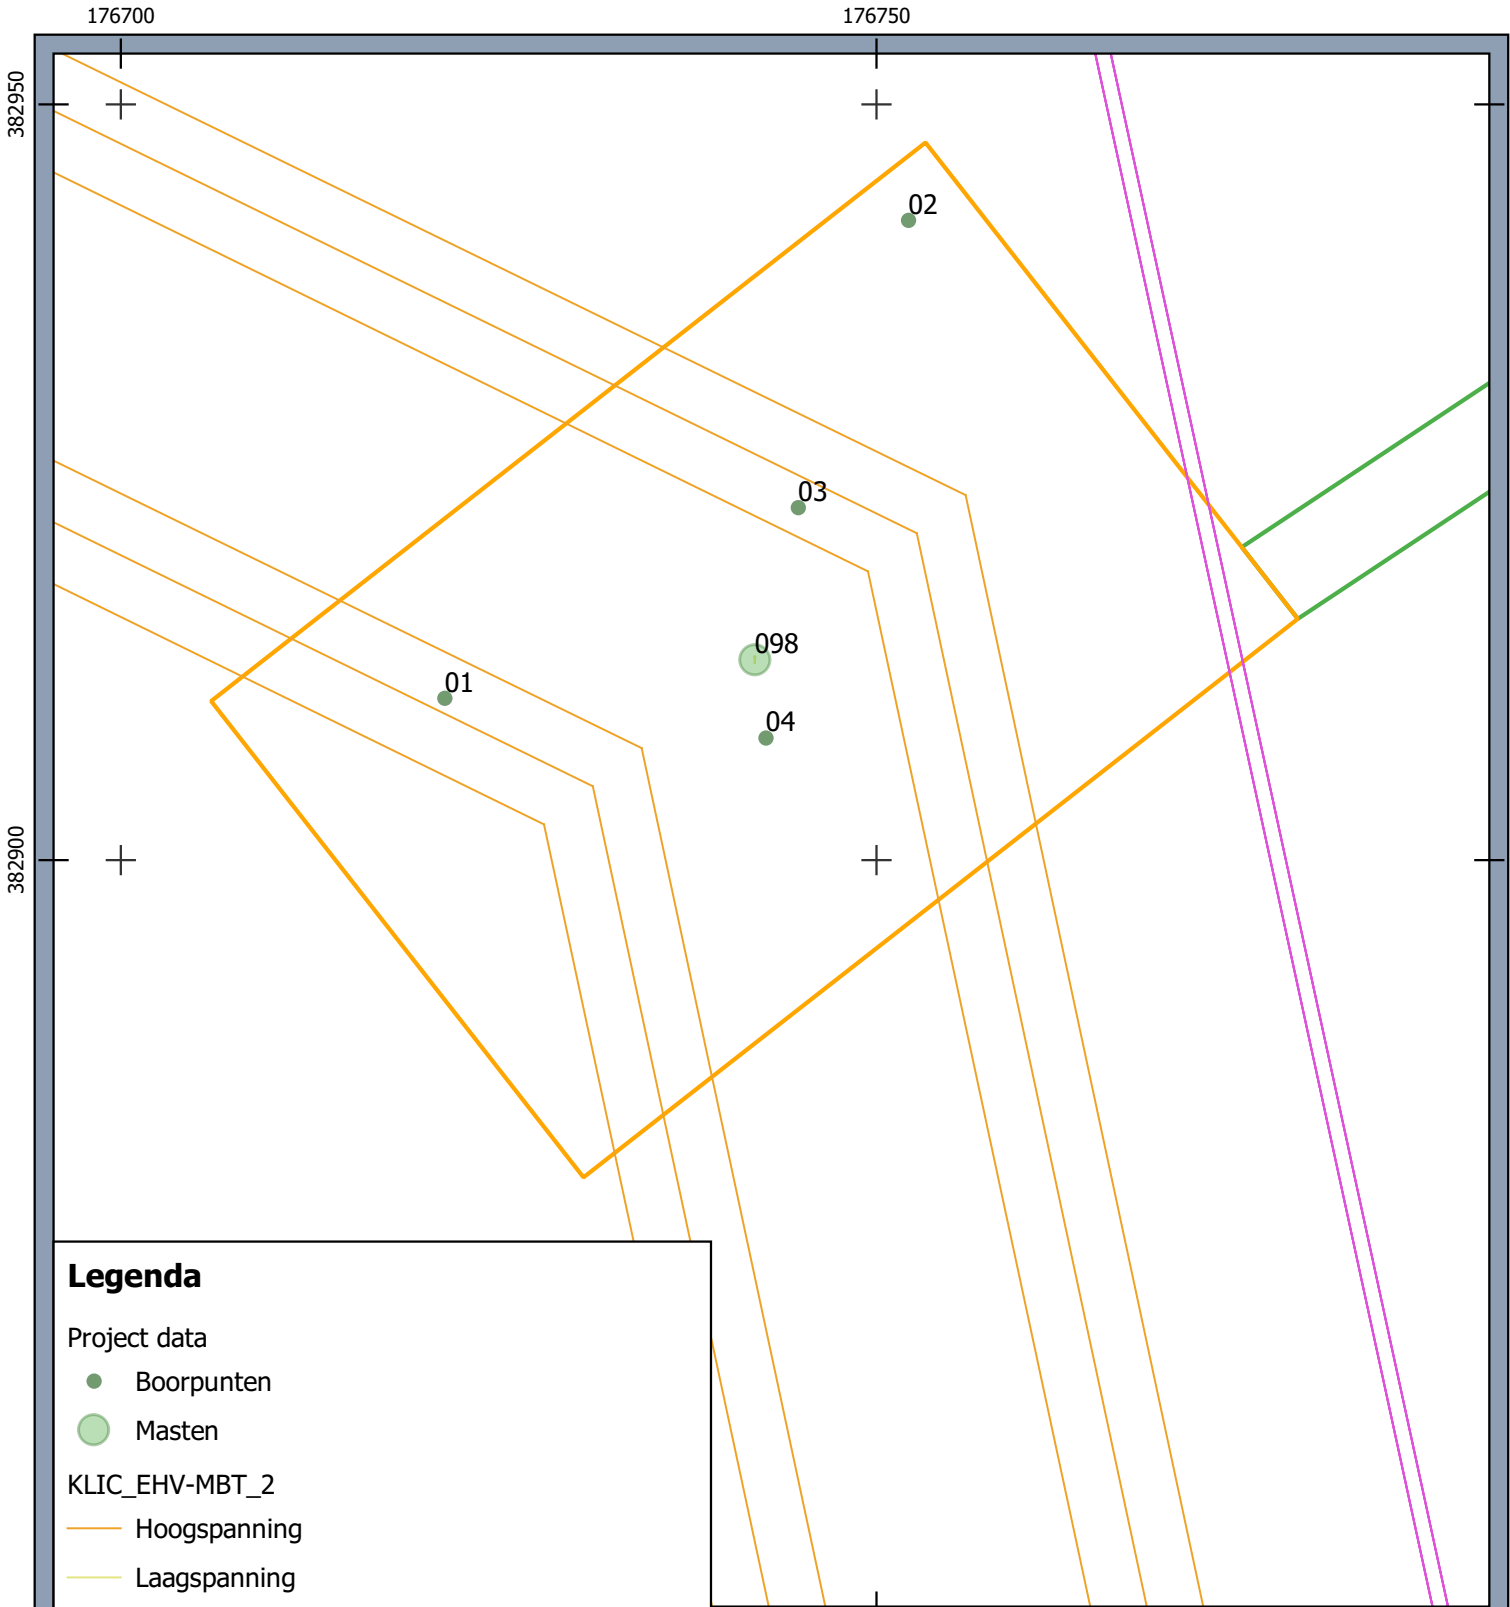 176700 176750
382950
02
03
098
01
04
382900
Legenda
Project data
Boorpunten
Masten
KLIC_EHV-MBT_2
Hoogspanning
Laagspanning